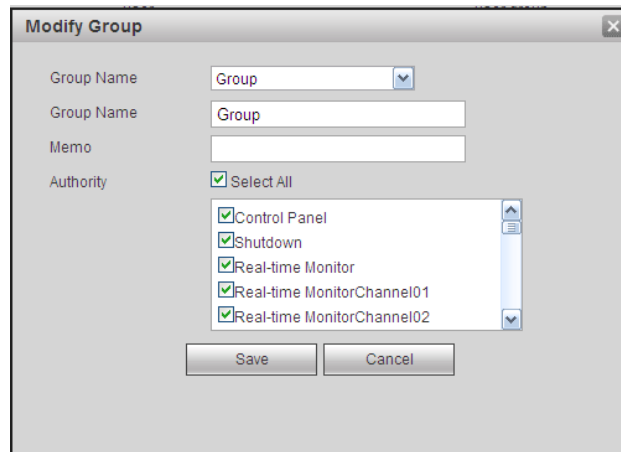 Modify Group
Group Name Group
Group Name Group
Memo
Authority Select All
Control Panel
Shutdown
Real-time Monitor
Real-time MonitorChannel01
Real-time MonitorChannel02
Save Cancel